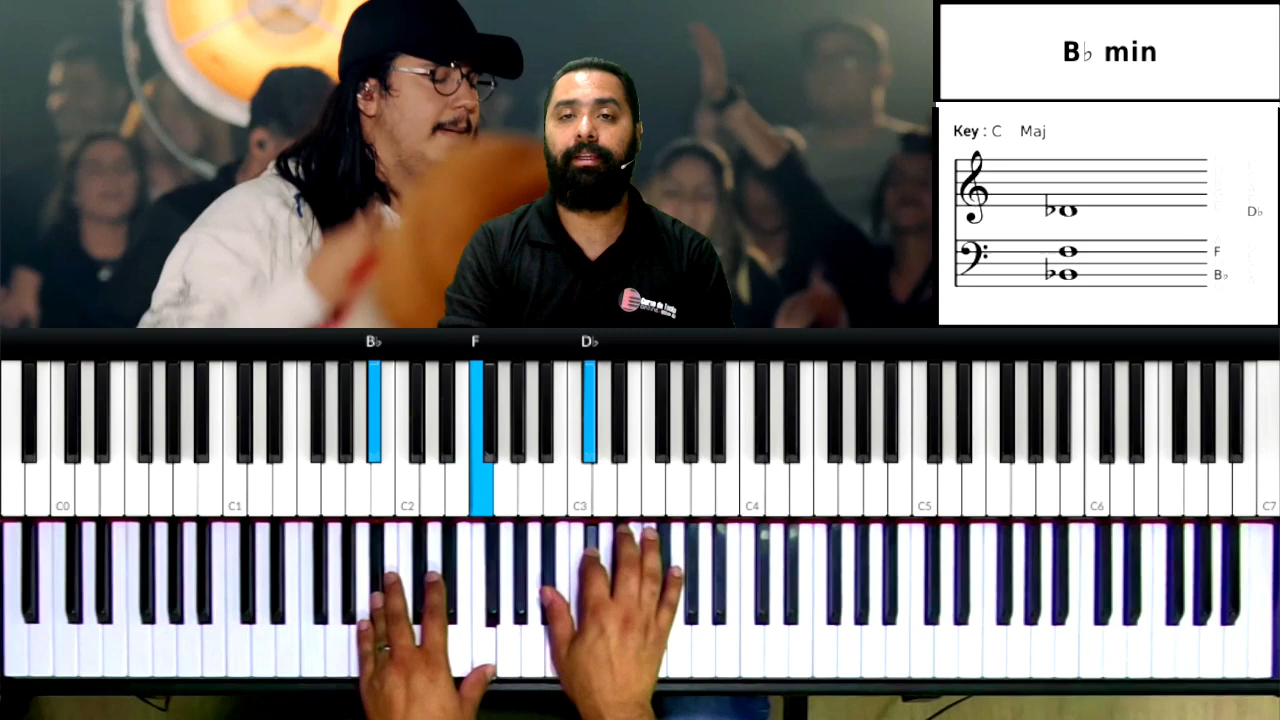 B♭ min
Key : C Maj
D♭
F
B♭
B♭ F D♭
C0 C1 C2 C3 C4 C5 C6 C7